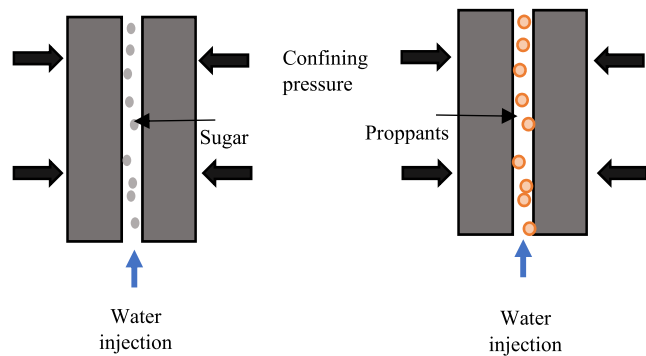 Confining
pressure
Sugar
Proppants
Water
injection
Water
injection